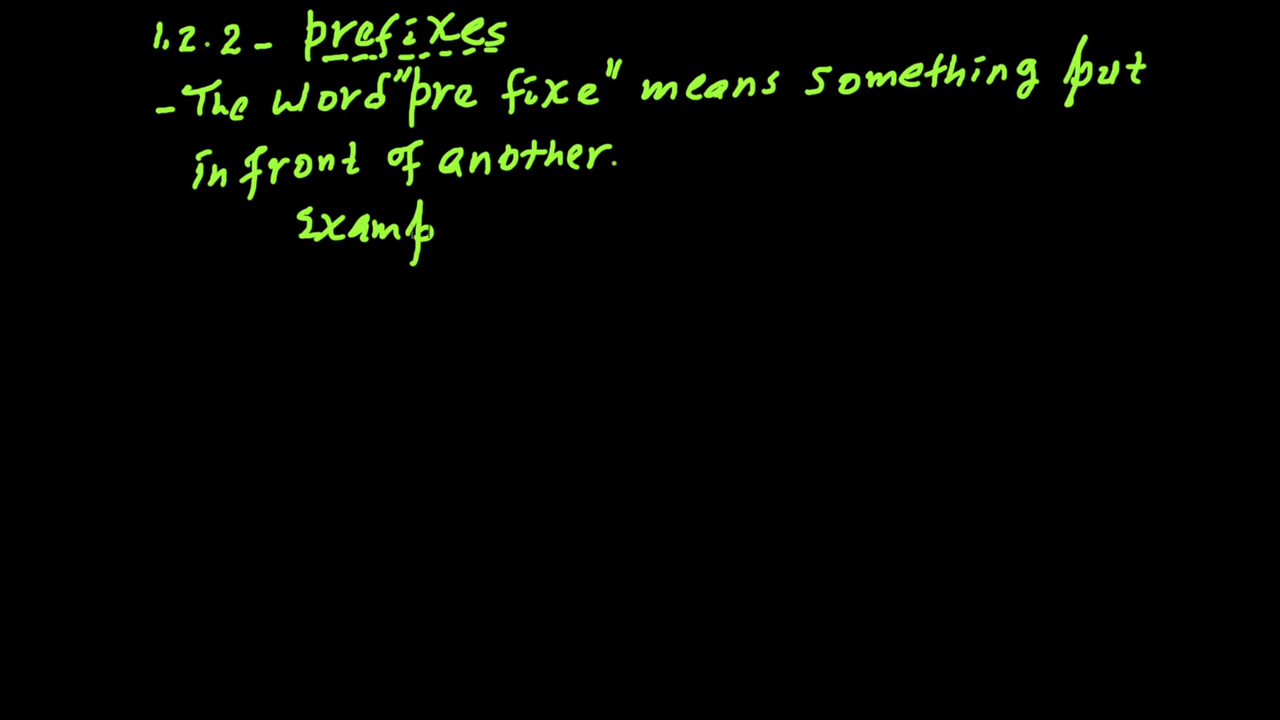 1.2.2- prefixes
- The word "pre fixe" means something put
in front of another.
Examp